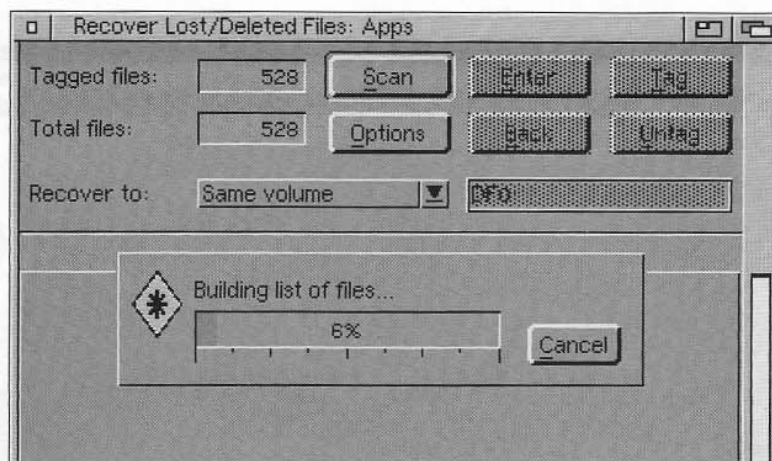 Recover Lost/Deleted Files: Apps
Tagged files: 528 Scan Enter Tag
Total files: 528 Options Back Untag
Recover to: Same volume DF0
Building list of files...
6%
Cancel